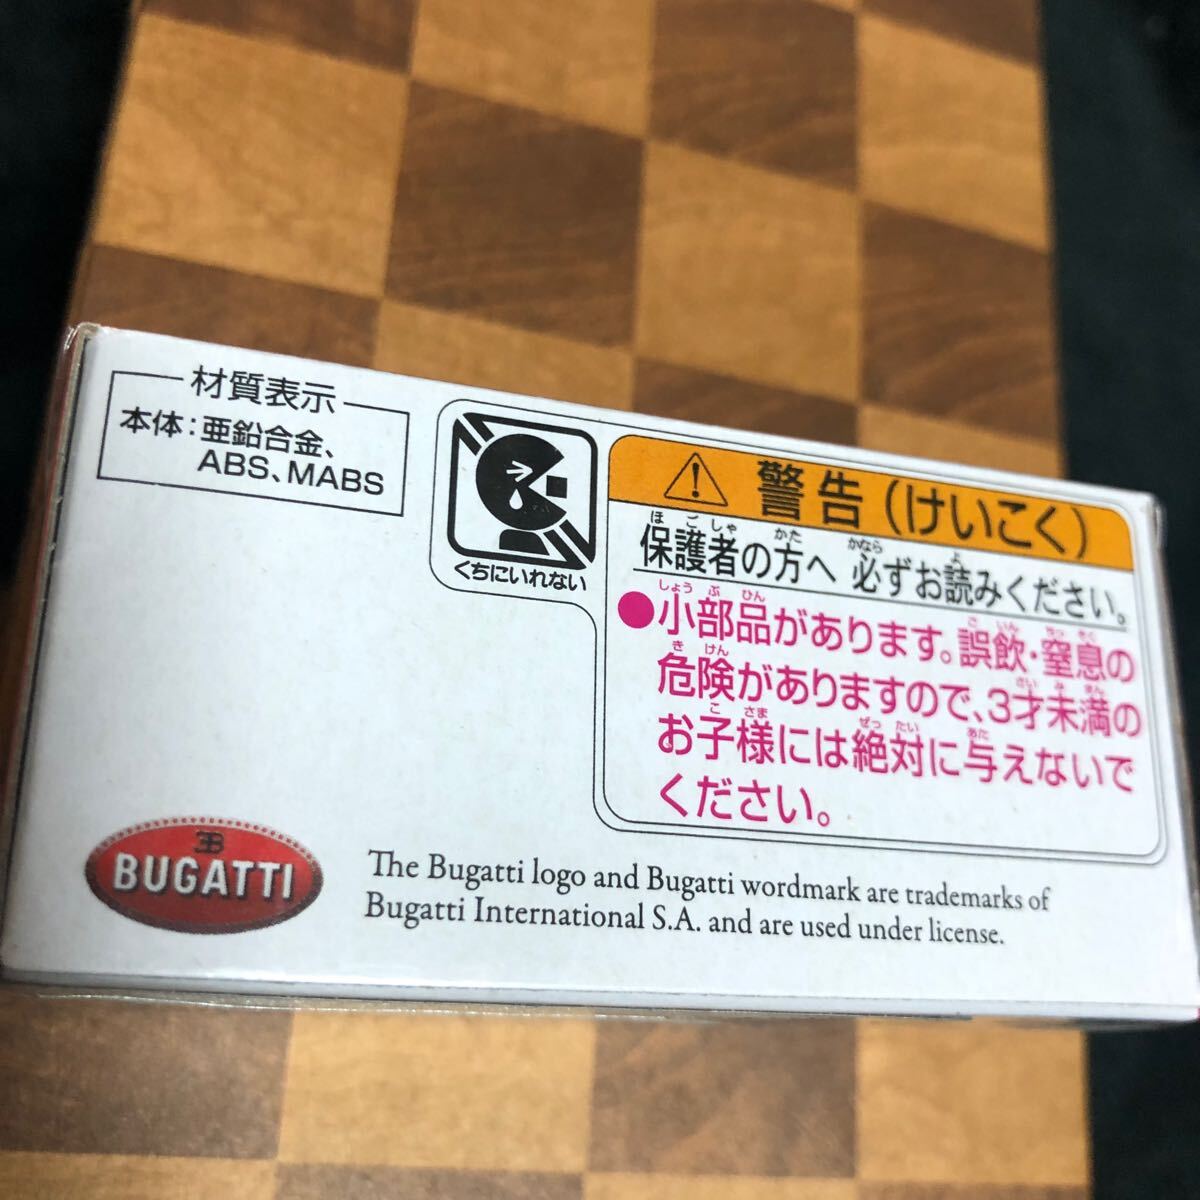 材質表示
本体：亜鉛合金、
ABS、MABS
くちにいれない
警告（けいこく）
ほごしゃ かた かなら よ
保護者の方へ 必ずお読みください。
しょうぶひん ごいん ちっそく
●小部品があります。誤飲・窒息の
きけん さいみまん
危険がありますので、3才未満の
こさま ぜったい あた
お子様には絶対に与えないで
ください。
EB
BUGATTI
The Bugatti logo and Bugatti wordmark are trademarks of
Bugatti International S.A. and are used under license.